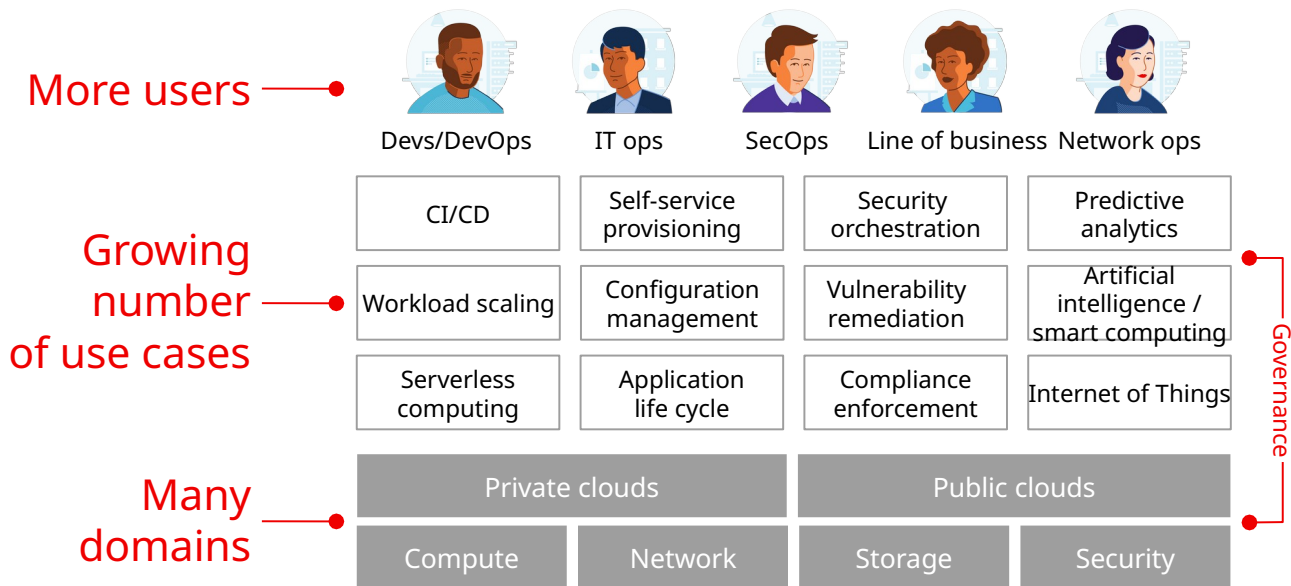 More users
Devs/DevOps
IT ops
SecOps
Line of business
Network ops
Growing
number
of use cases
CI/CD
Self-service
provisioning
Security
orchestration
Predictive
analytics
Workload scaling
Configuration
management
Vulnerability
remediation
Artificial
intelligence /
smart computing
Serverless
computing
Application
life cycle
Compliance
enforcement
Internet of Things
Governance
Many
domains
Private clouds
Public clouds
Compute
Network
Storage
Security